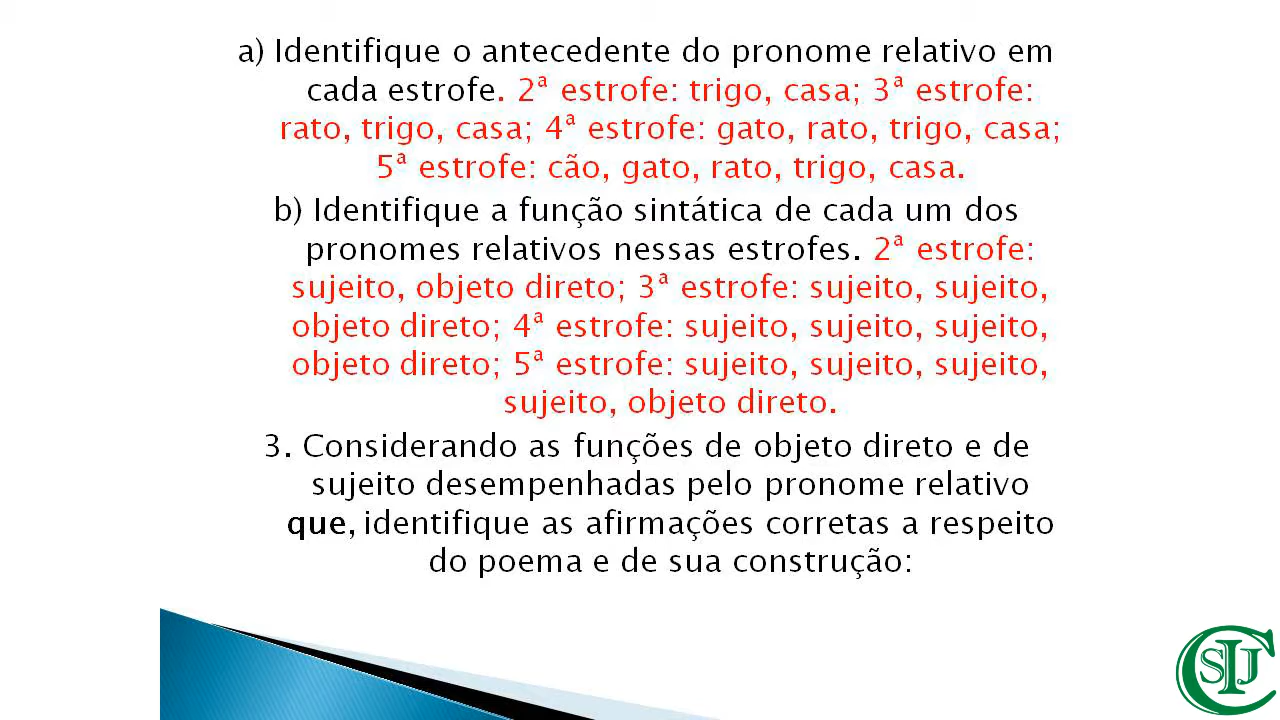 a) Identifique o antecedente do pronome relativo em
cada estrofe. 2ª estrofe: trigo, casa; 3ª estrofe:
rato, trigo, casa; 4ª estrofe: gato, rato, trigo, casa;
5ª estrofe: cão, gato, rato, trigo, casa.
b) Identifique a função sintática de cada um dos
pronomes relativos nessas estrofes. 2ª estrofe:
sujeito, objeto direto; 3ª estrofe: sujeito, sujeito,
objeto direto; 4ª estrofe: sujeito, sujeito, sujeito,
objeto direto; 5ª estrofe: sujeito, sujeito, sujeito,
sujeito, objeto direto.
3. Considerando as funções de objeto direto e de
sujeito desempenhadas pelo pronome relativo
que, identifique as afirmações corretas a respeito
do poema e de sua construção:
CSIJ